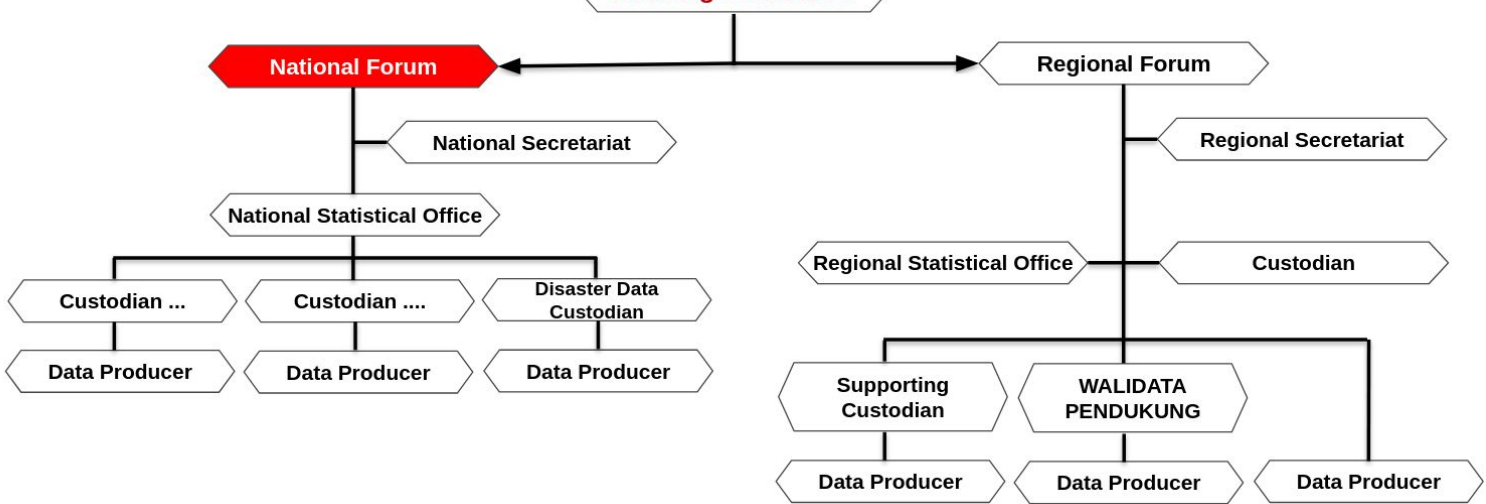 National Forum
Regional Forum
National Secretariat
Regional Secretariat
National Statistical Office
Regional Statistical Office
Custodian
Custodian ...
Custodian ....
Disaster Data
Custodian
Data Producer
Data Producer
Data Producer
Supporting
Custodian
WALIDATA
PENDUKUNG
Data Producer
Data Producer
Data Producer